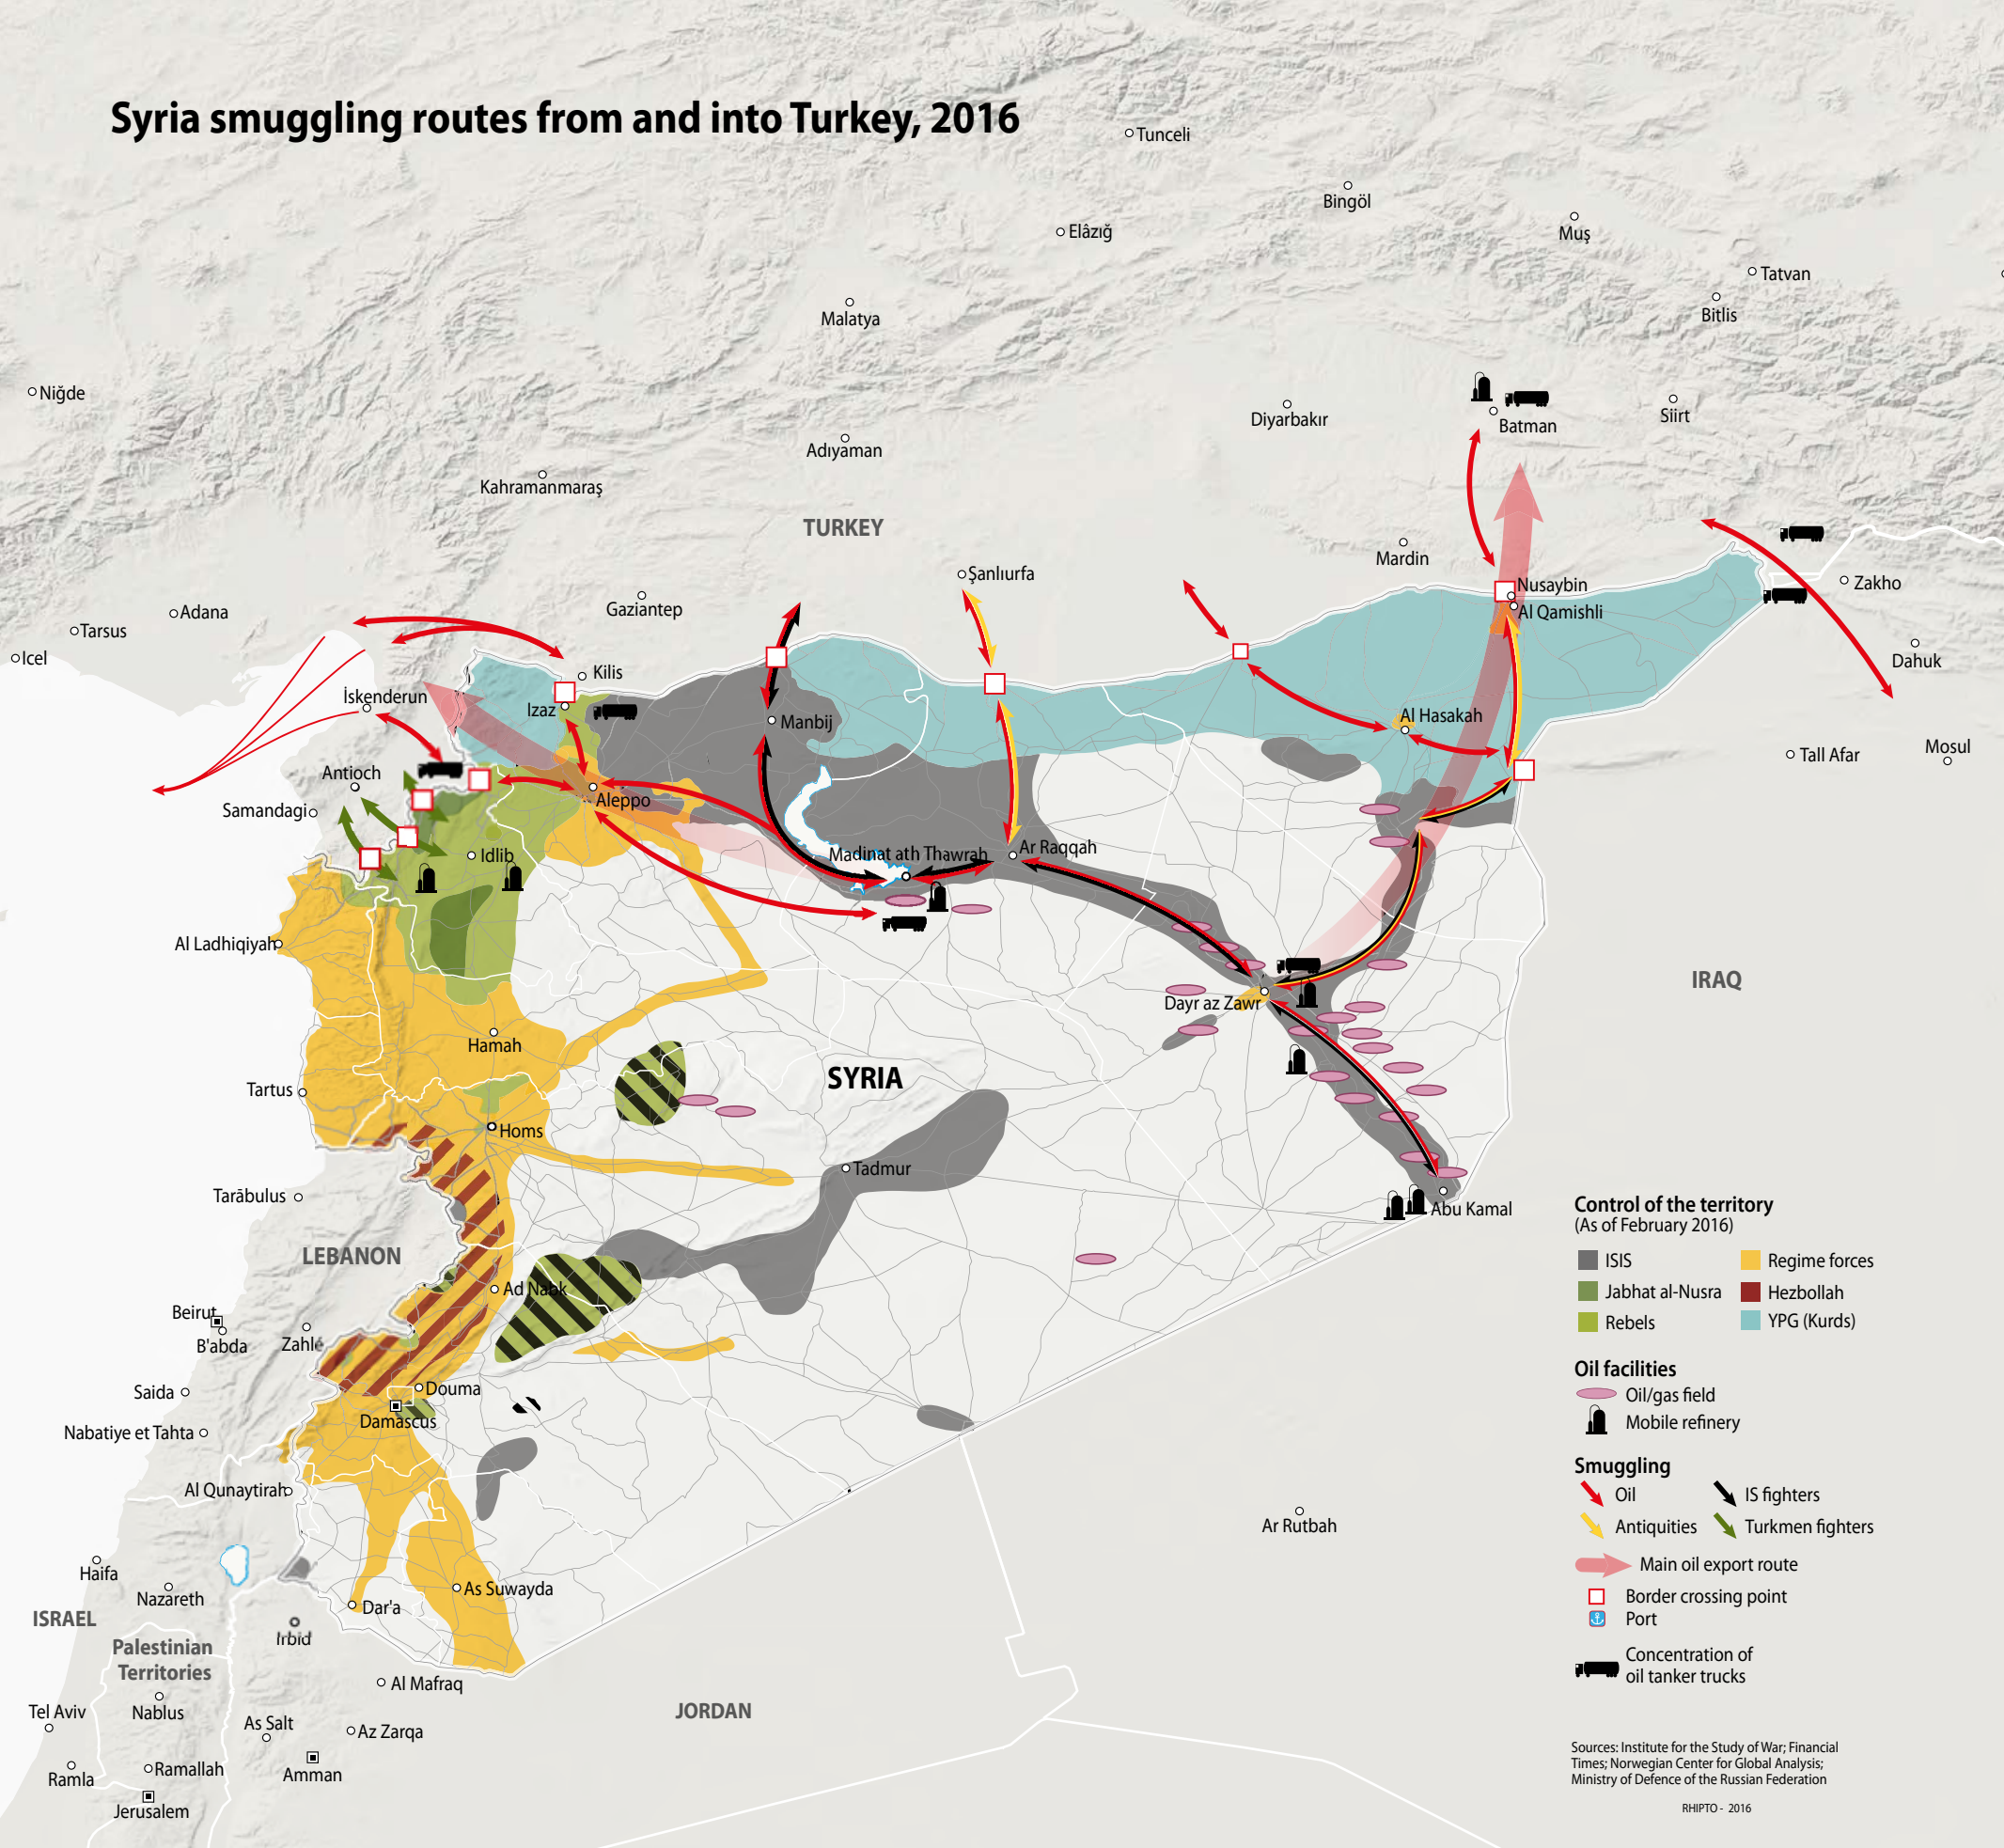 Syria smuggling routes from and into Turkey, 2016
Tunceli
Bingöl
Muş
Elâzığ
Tatvan
Bitlis
Malatya
Niğde
Diyarbakır
Siirt
Batman
Adıyaman
Kahramanmaraş
TURKEY
Mardin
Şanlıurfa
Nusaybin
Zakho
Gaziantep
Al Qamishli
Adana
Tarsus
Icel
Dahuk
Kilis
İskenderun
Izaz
Manbij
Al Hasakah
Tall Afar
Mosul
Antioch
Aleppo
Samandagi
Idlib
Madinat ath Thawrah
Ar Raqqah
Al Ladhiqiyah
IRAQ
Dayr az Zawr
Hamah
SYRIA
Tartus
Homs
Tadmur
Tarābulus
Abu Kamal
LEBANON
Ad Nabk
Beirut
B'abda
Zahlé
Saida
Douma
Damascus
Nabatiye et Tahta
Al Qunaytirah
Ar Rutbah
Haifa
Nazareth
As Suwayda
Dar'a
ISRAEL
Irbid
Palestinian
Territories
Al Mafraq
Nablus
JORDAN
Tel Aviv
As Salt
Az Zarqa
Ramallah
Ramla
Amman
Jerusalem
Control of the territory
(As of February 2016)
ISIS
Regime forces
Jabhat al-Nusra
Hezbollah
Rebels
YPG (Kurds)
Oil facilities
Oil/gas field
Mobile refinery
Smuggling
Oil
IS fighters
Antiquities
Turkmen fighters
Main oil export route
Border crossing point
Port
Concentration of
oil tanker trucks
Sources: Institute for the Study of War; Financial
Times; Norwegian Center for Global Analysis;
Ministry of Defence of the Russian Federation
RHIPTO - 2016